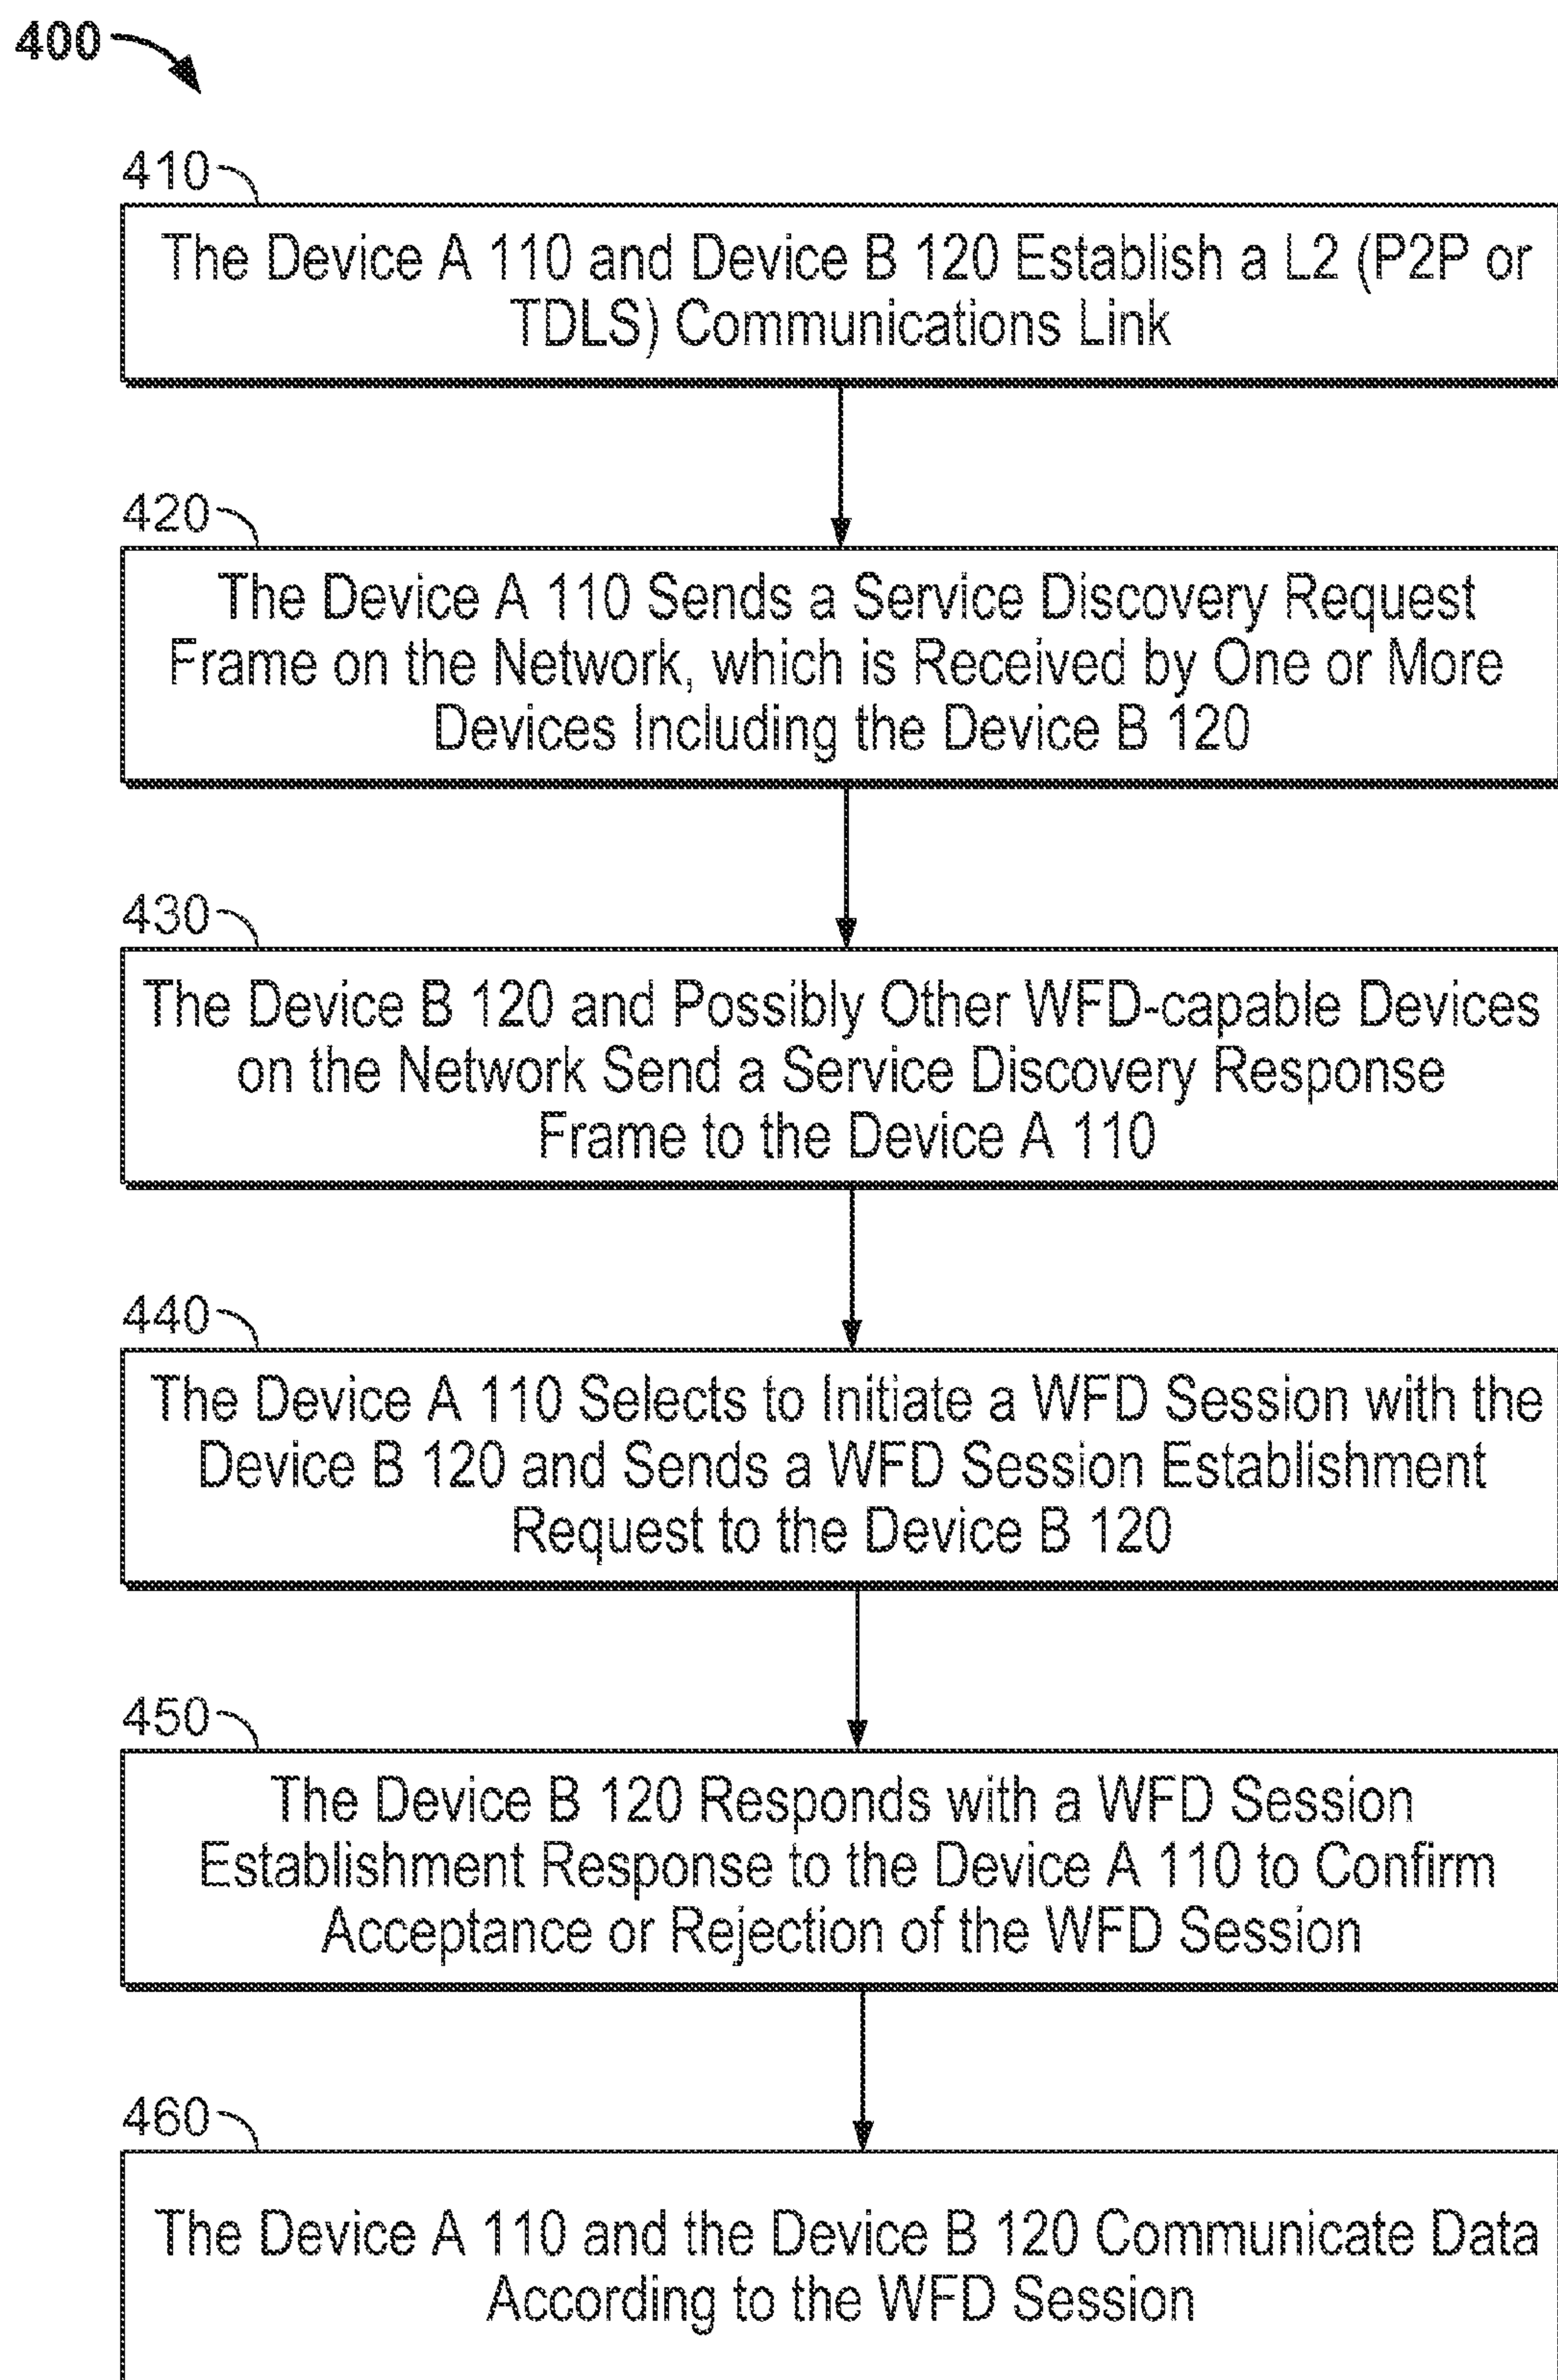 400
410
The Device A 110 and Device B 120 Establish a L2 (P2P or
TDLS) Communications Link
420
The Device A 110 Sends a Service Discovery Request
Frame on the Network, which is Received by One or More
Devices Including the Device B 120
430
The Device B 120 and Possibly Other WFD-capable Devices
on the Network Send a Service Discovery Response
Frame to the Device A 110
440
The Device A 110 Selects to Initiate a WFD Session with the
Device B 120 and Sends a WFD Session Establishment
Request to the Device B 120
450
The Device B 120 Responds with a WFD Session
Establishment Response to the Device A 110 to Confirm
Acceptance or Rejection of the WFD Session
460
The Device A 110 and the Device B 120 Communicate Data
According to the WFD Session